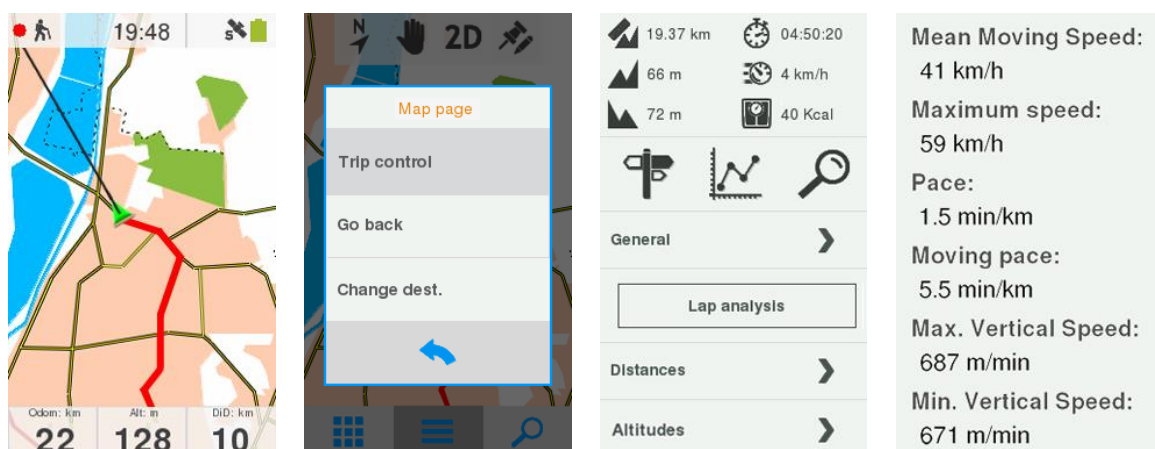 19:48
S
Odom: km
Alt: m
DiD: km
22
128
10
N
2D
Map page
Trip control
Go back
Change dest.
19.37 km
04:50:20
66 m
4 km/h
72 m
40 Kcal
General
Lap analysis
Distances
Altitudes
Mean Moving Speed:
41 km/h
Maximum speed:
59 km/h
Pace:
1.5 min/km
Moving pace:
5.5 min/km
Max. Vertical Speed:
687 m/min
Min. Vertical Speed:
671 m/min